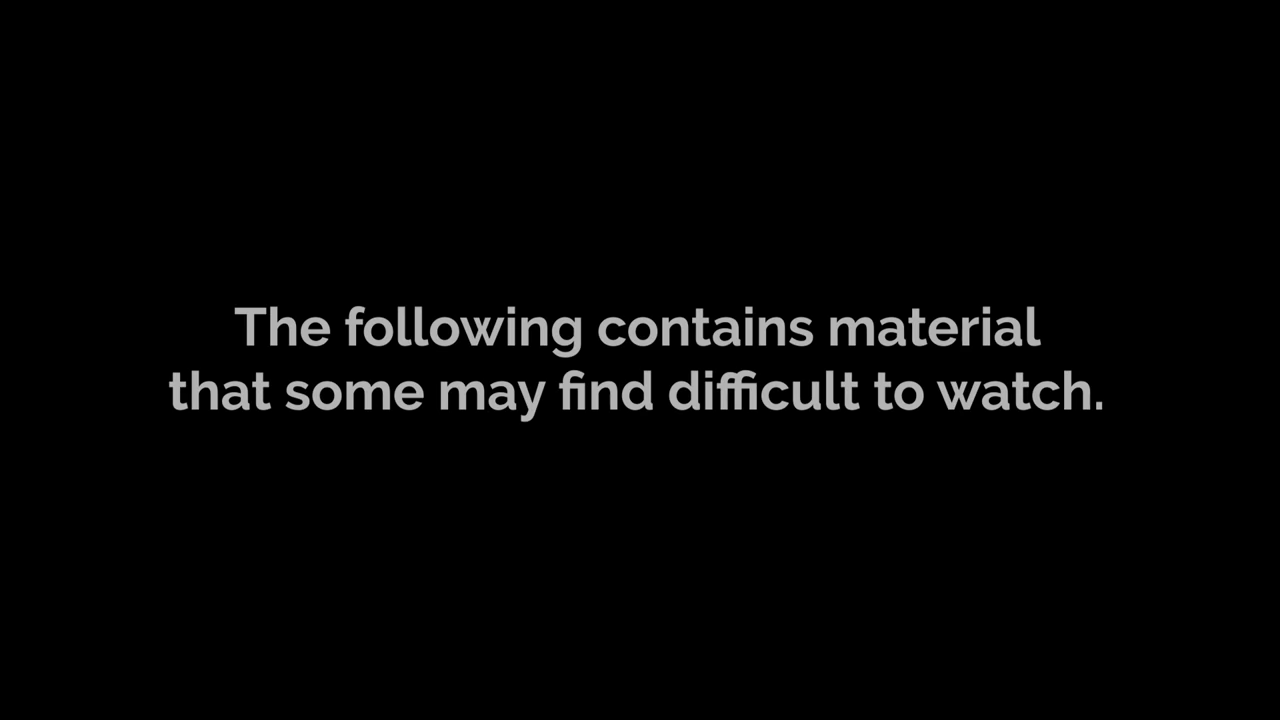 The following contains material
that some may find difficult to watch.